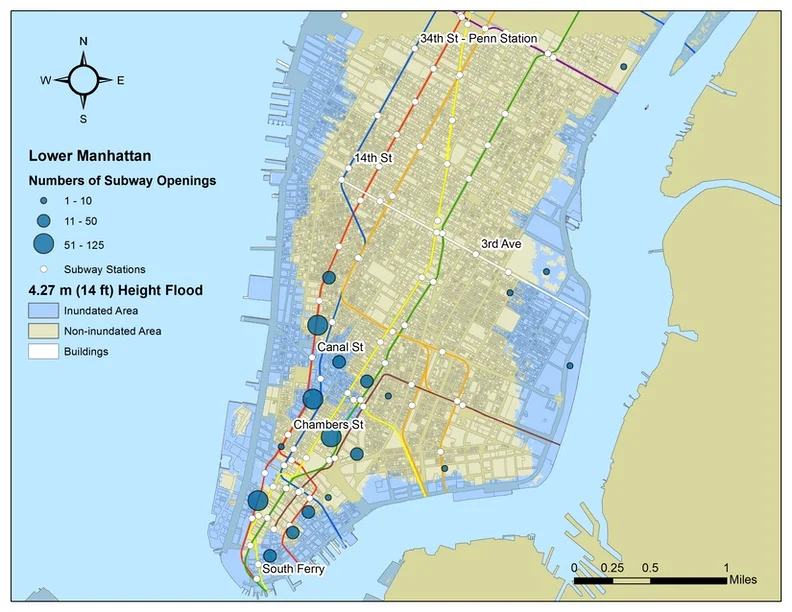 34th St - Penn Station
N
W E
S
14th St
Lower Manhattan
Numbers of Subway Openings
1 - 10
11 - 50
51 - 125
Subway Stations
3rd Ave
4.27 m (14 ft) Height Flood
Inundated Area
Non-inundated Area
Buildings
Canal St
Chambers St
South Ferry
0 0.25 0.5 1
Miles